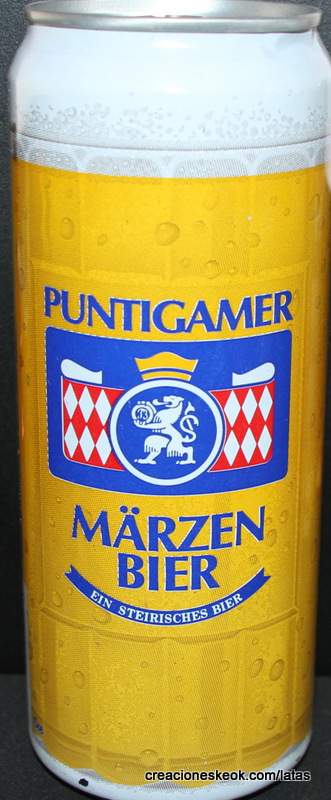 PUNTIGAMER
MÄRZEN
BIER
EIN STEIRISCHES BIER
creacioneskeok.com/latas